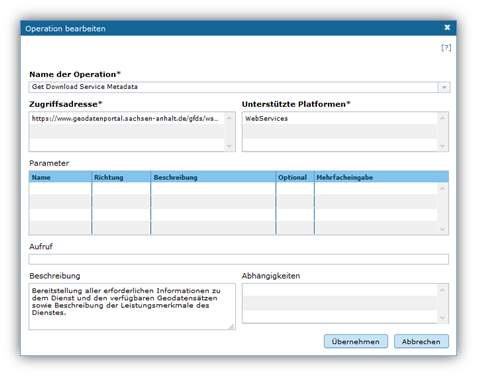 Operation bearbeiten
[?]
Name der Operation*
Get Download Service Metadata
Zugriffsadresse* Unterstützte Platformen*
https://www.geodatenportal.sachsen-anhalt.de/gfds/ws... WebServices
Parameter
Name Richtung Beschreibung Optional Mehrfacheingabe
Aufruf
Beschreibung Abhängigkeiten
Bereitstellung aller erforderlichen Informationen zu
dem Dienst und den verfügbaren Geodatensätzen
sowie Beschreibung der Leistungsmerkmale des
Dienstes.
Übernehmen Abbrechen